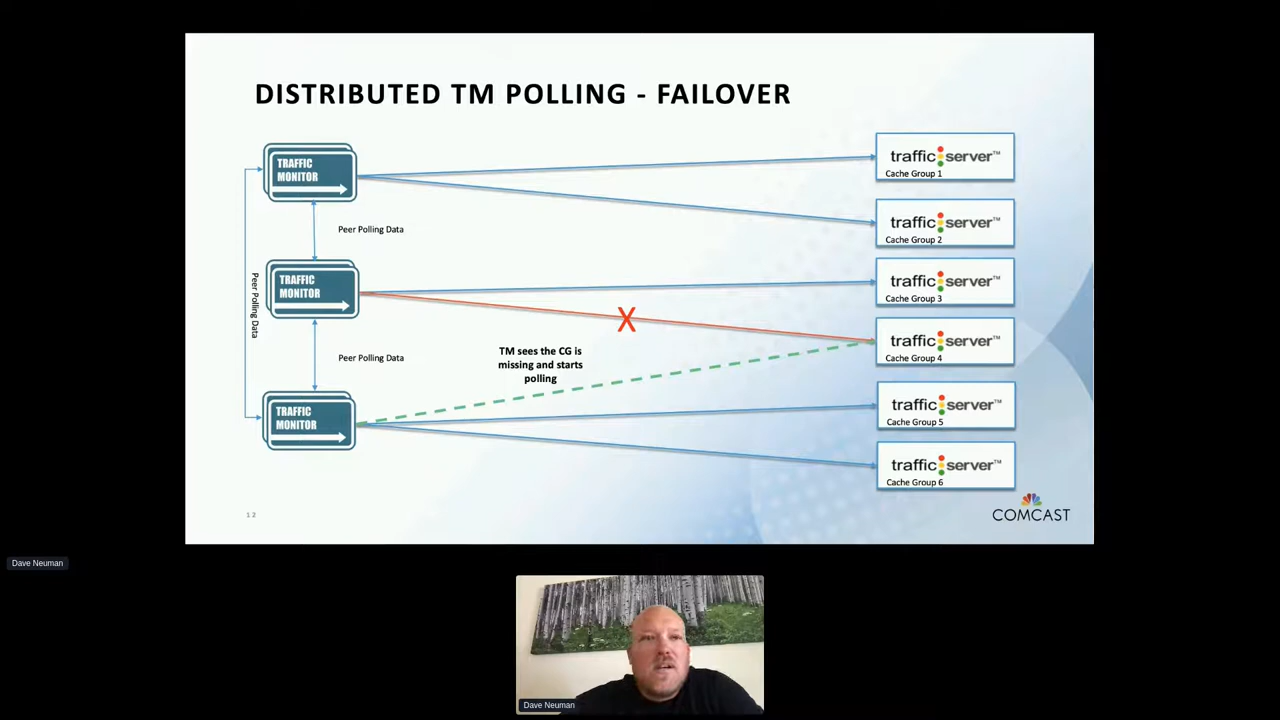 DISTRIBUTED TM POLLING - FAILOVER
TRAFFIC
MONITOR
traffic server™
Cache Group 1
traffic server™
Cache Group 2
Peer Polling Data
TRAFFIC
MONITOR
traffic server™
Cache Group 3
Peer Polling Data
X
traffic server™
Cache Group 4
TM sees the CG is
missing and starts
polling
Peer Polling Data
TRAFFIC
MONITOR
traffic server™
Cache Group 5
traffic server™
Cache Group 6
12
COMCAST
Dave Neuman
Dave Neuman